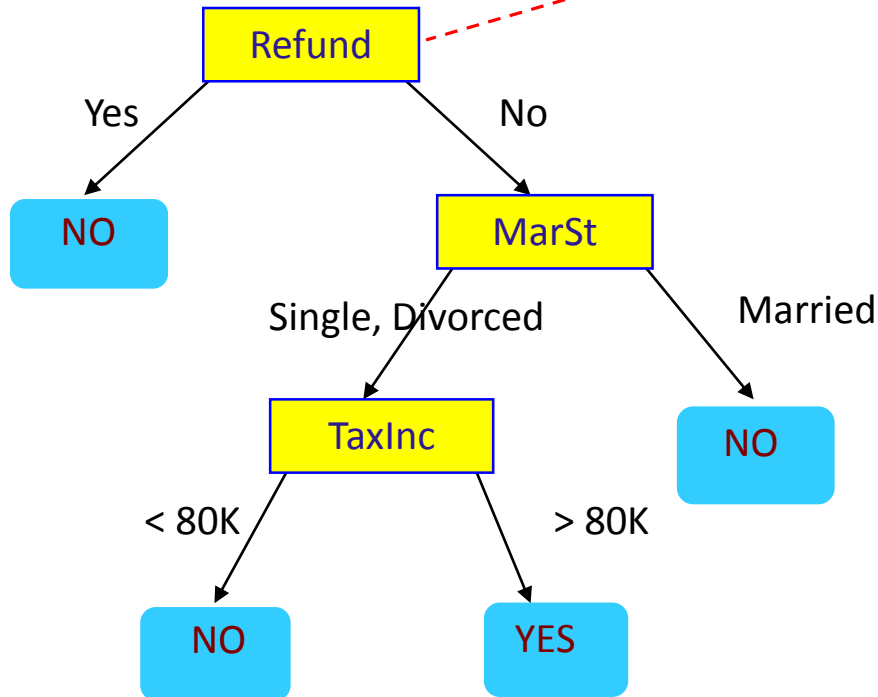 Refund
Yes
No
NO
MarSt
Single, Divorced
Married
TaxInc
NO
< 80K
> 80K
NO
YES